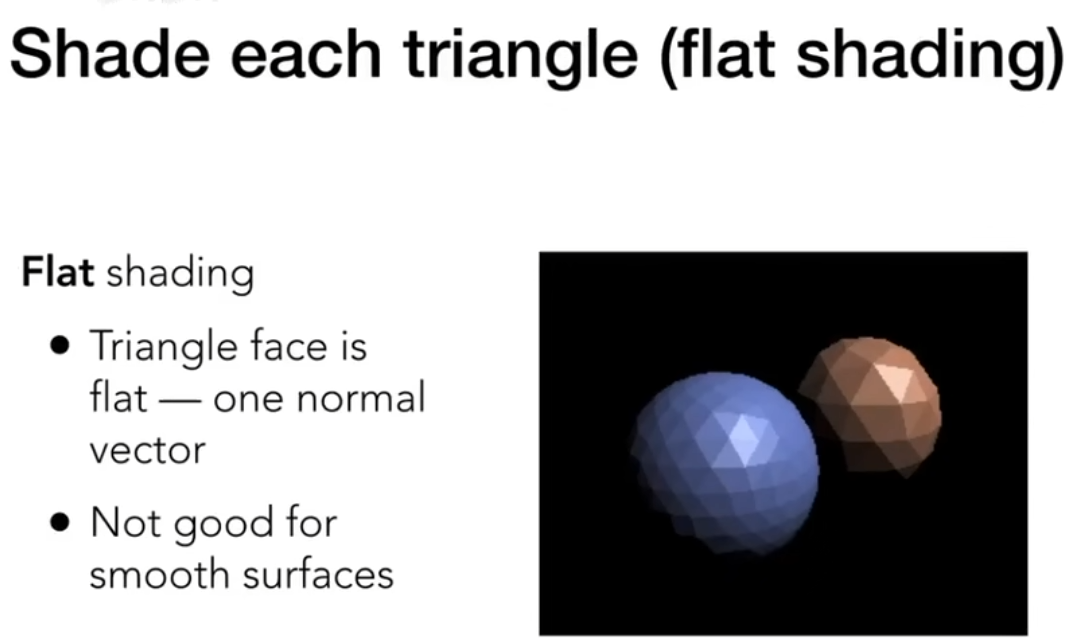 Shade each triangle (flat shading)
Flat shading
• Triangle face is
flat — one normal
vector
• Not good for
smooth surfaces